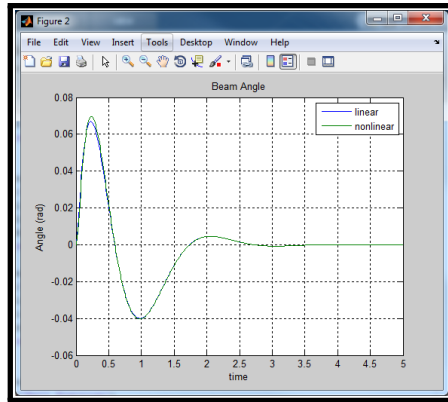 Figure 2
File Edit View Insert Tools Desktop Window Help
Beam Angle
linear
nonlinear
0.08
0.06
0.04
0.02
0
-0.02
-0.04
-0.06
Angle (rad)
0 0.5 1 1.5 2 2.5 3 3.5 4 4.5 5
time